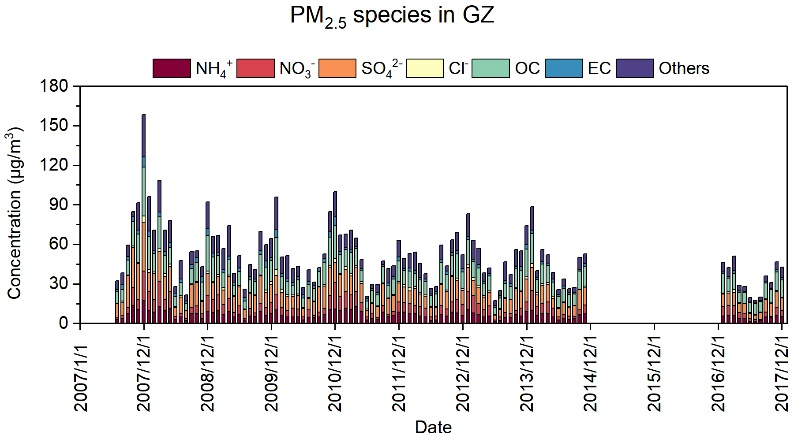 PM₂.₅ species in GZ
NH₄⁺ NO₃⁻ SO₄²⁻ Cl⁻ OC EC Others
Concentration (μg/m³)
180
150
120
90
60
30
0
2007/1/1 2007/12/1 2008/12/1 2009/12/1 2010/12/1 2011/12/1 2012/12/1 2013/12/1 2014/12/1 2015/12/1 2016/12/1 2017/12/1
Date